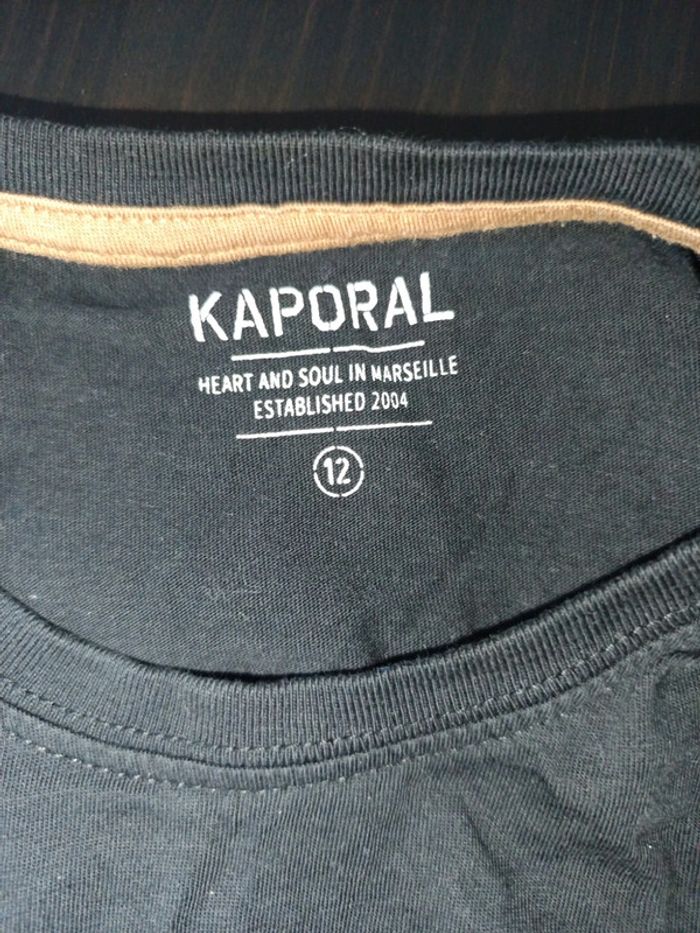 KAPORAL
HEART AND SOUL IN MARSEILLE
ESTABLISHED 2004
12